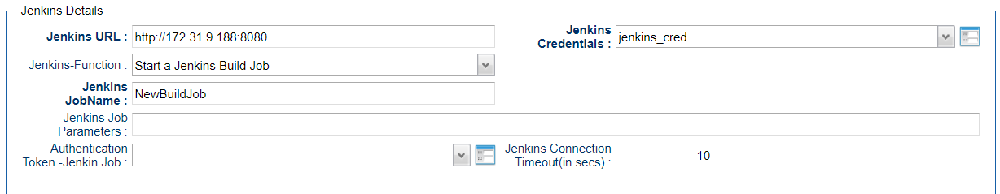 Jenkins Details
Jenkins URL : http://172.31.9.188:8080
Jenkins
Credentials : jenkins_cred
Jenkins-Function : Start a Jenkins Build Job
Jenkins
JobName : NewBuildJob
Jenkins Job
Parameters :
Authentication
Token -Jenkin Job :
Jenkins Connection
Timeout(in secs) : 10